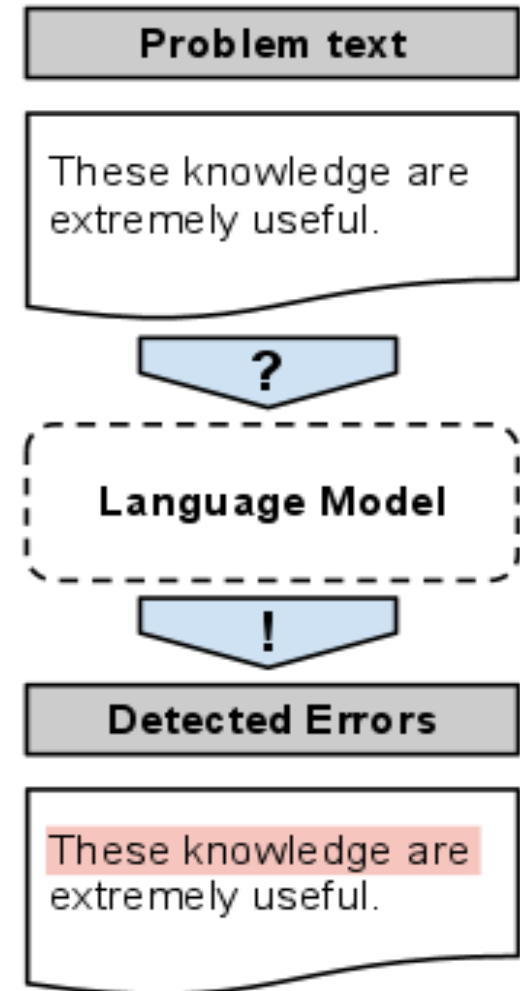 Problem text
These knowledge are
extremely useful.
?
Language Model
!
Detected Errors
These knowledge are
extremely useful.